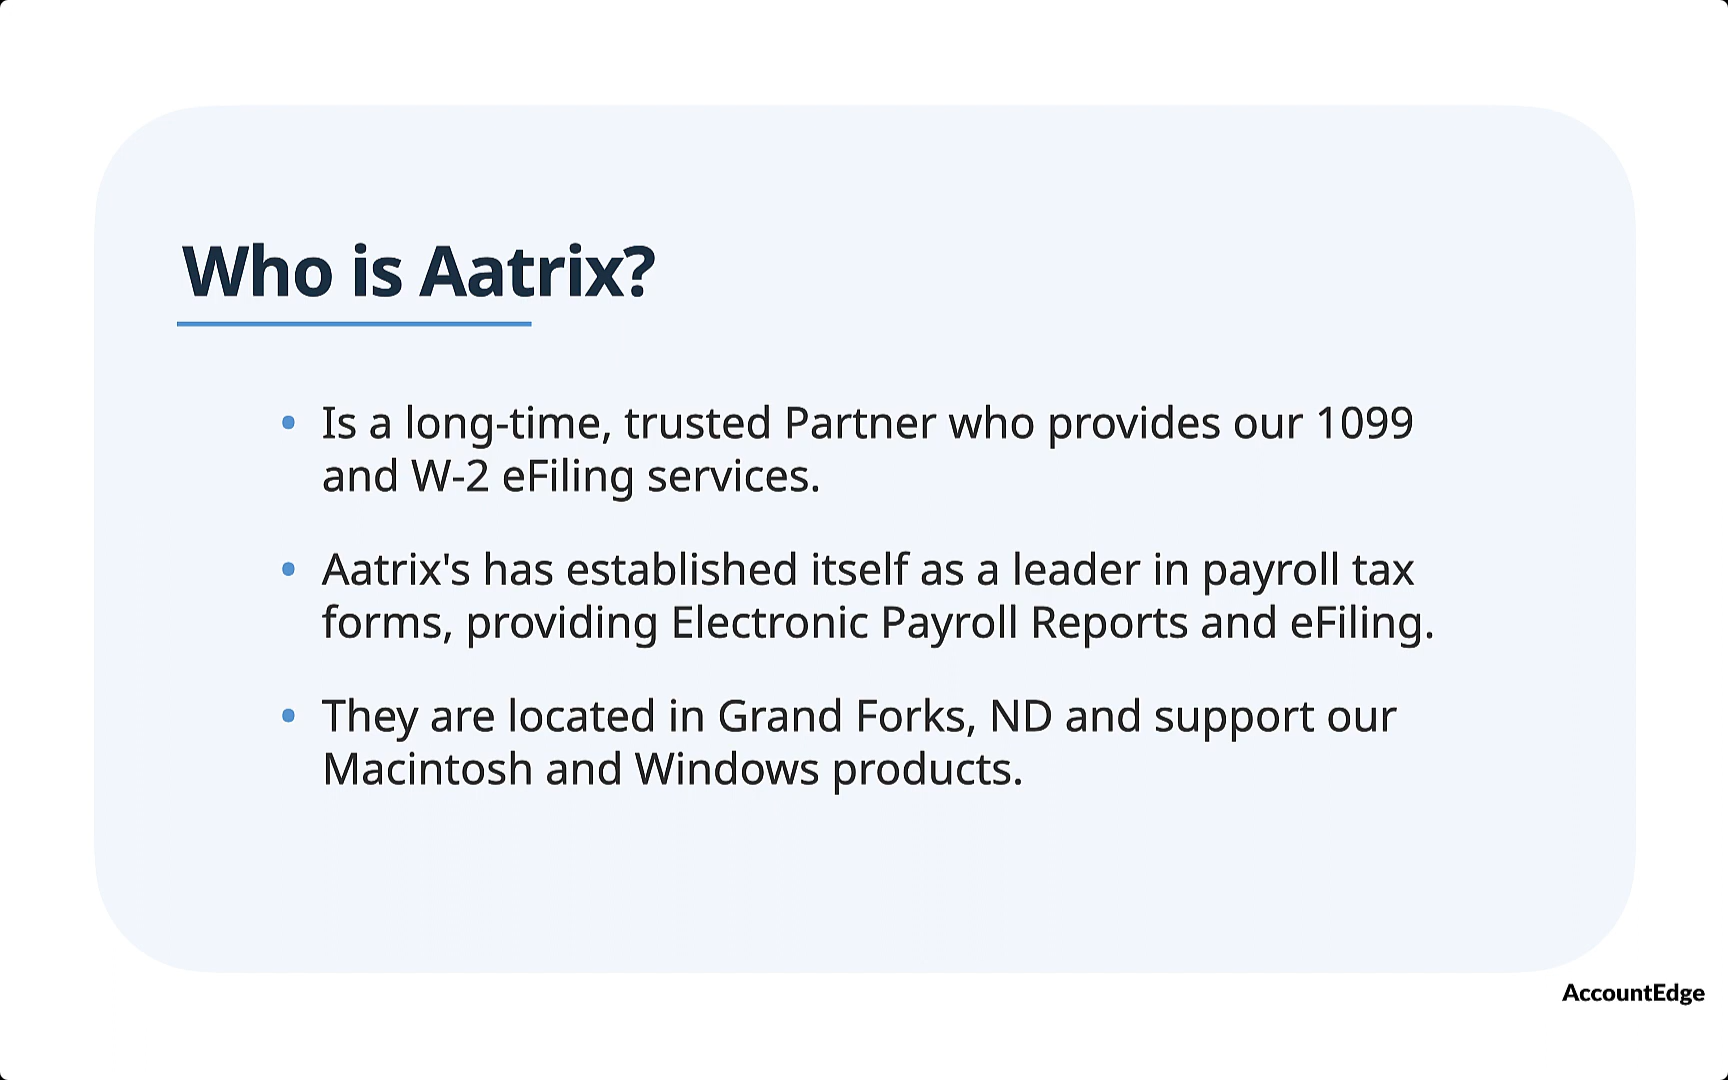 Who is Aatrix?
• Is a long-time, trusted Partner who provides our 1099
and W-2 eFiling services.
• Aatrix's has established itself as a leader in payroll tax
forms, providing Electronic Payroll Reports and eFiling.
• They are located in Grand Forks, ND and support our
Macintosh and Windows products.
AccountEdge